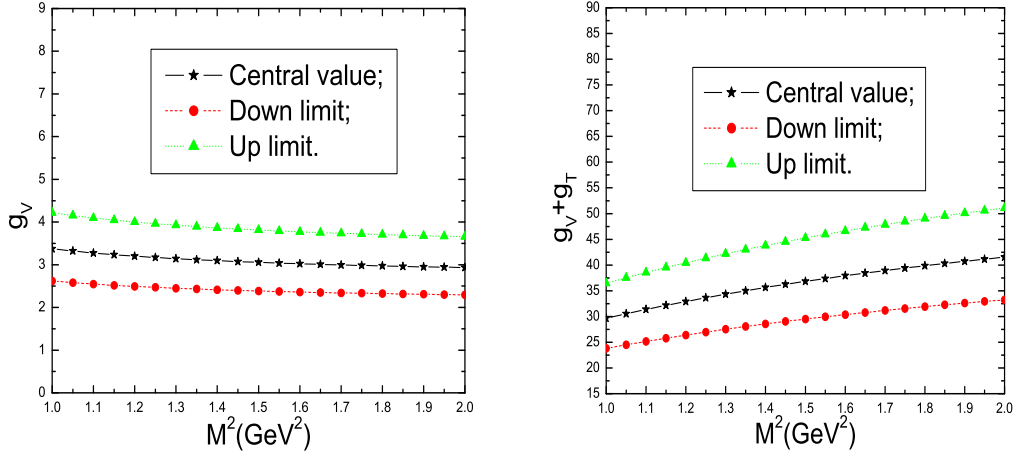 9
8
7
6
5
4
3
2
1
0
g_V
Central value;
Down limit;
Up limit.
1.0 1.1 1.2 1.3 1.4 1.5 1.6 1.7 1.8 1.9 2.0
M²(GeV²)
90
85
80
75
70
65
60
55
50
45
40
35
30
25
20
15
g_V+g_T
Central value;
Down limit;
Up limit.
1.0 1.1 1.2 1.3 1.4 1.5 1.6 1.7 1.8 1.9 2.0
M²(GeV²)